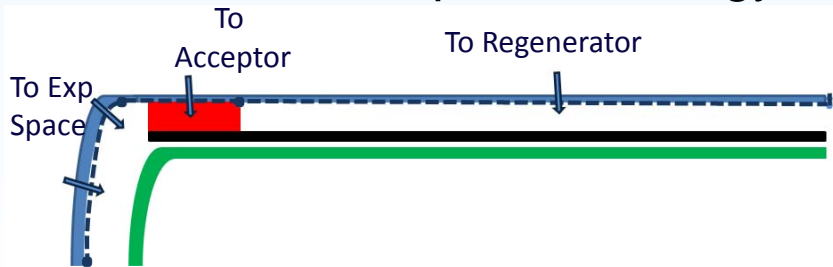 To
Acceptor
To Regenerator
To Exp
Space